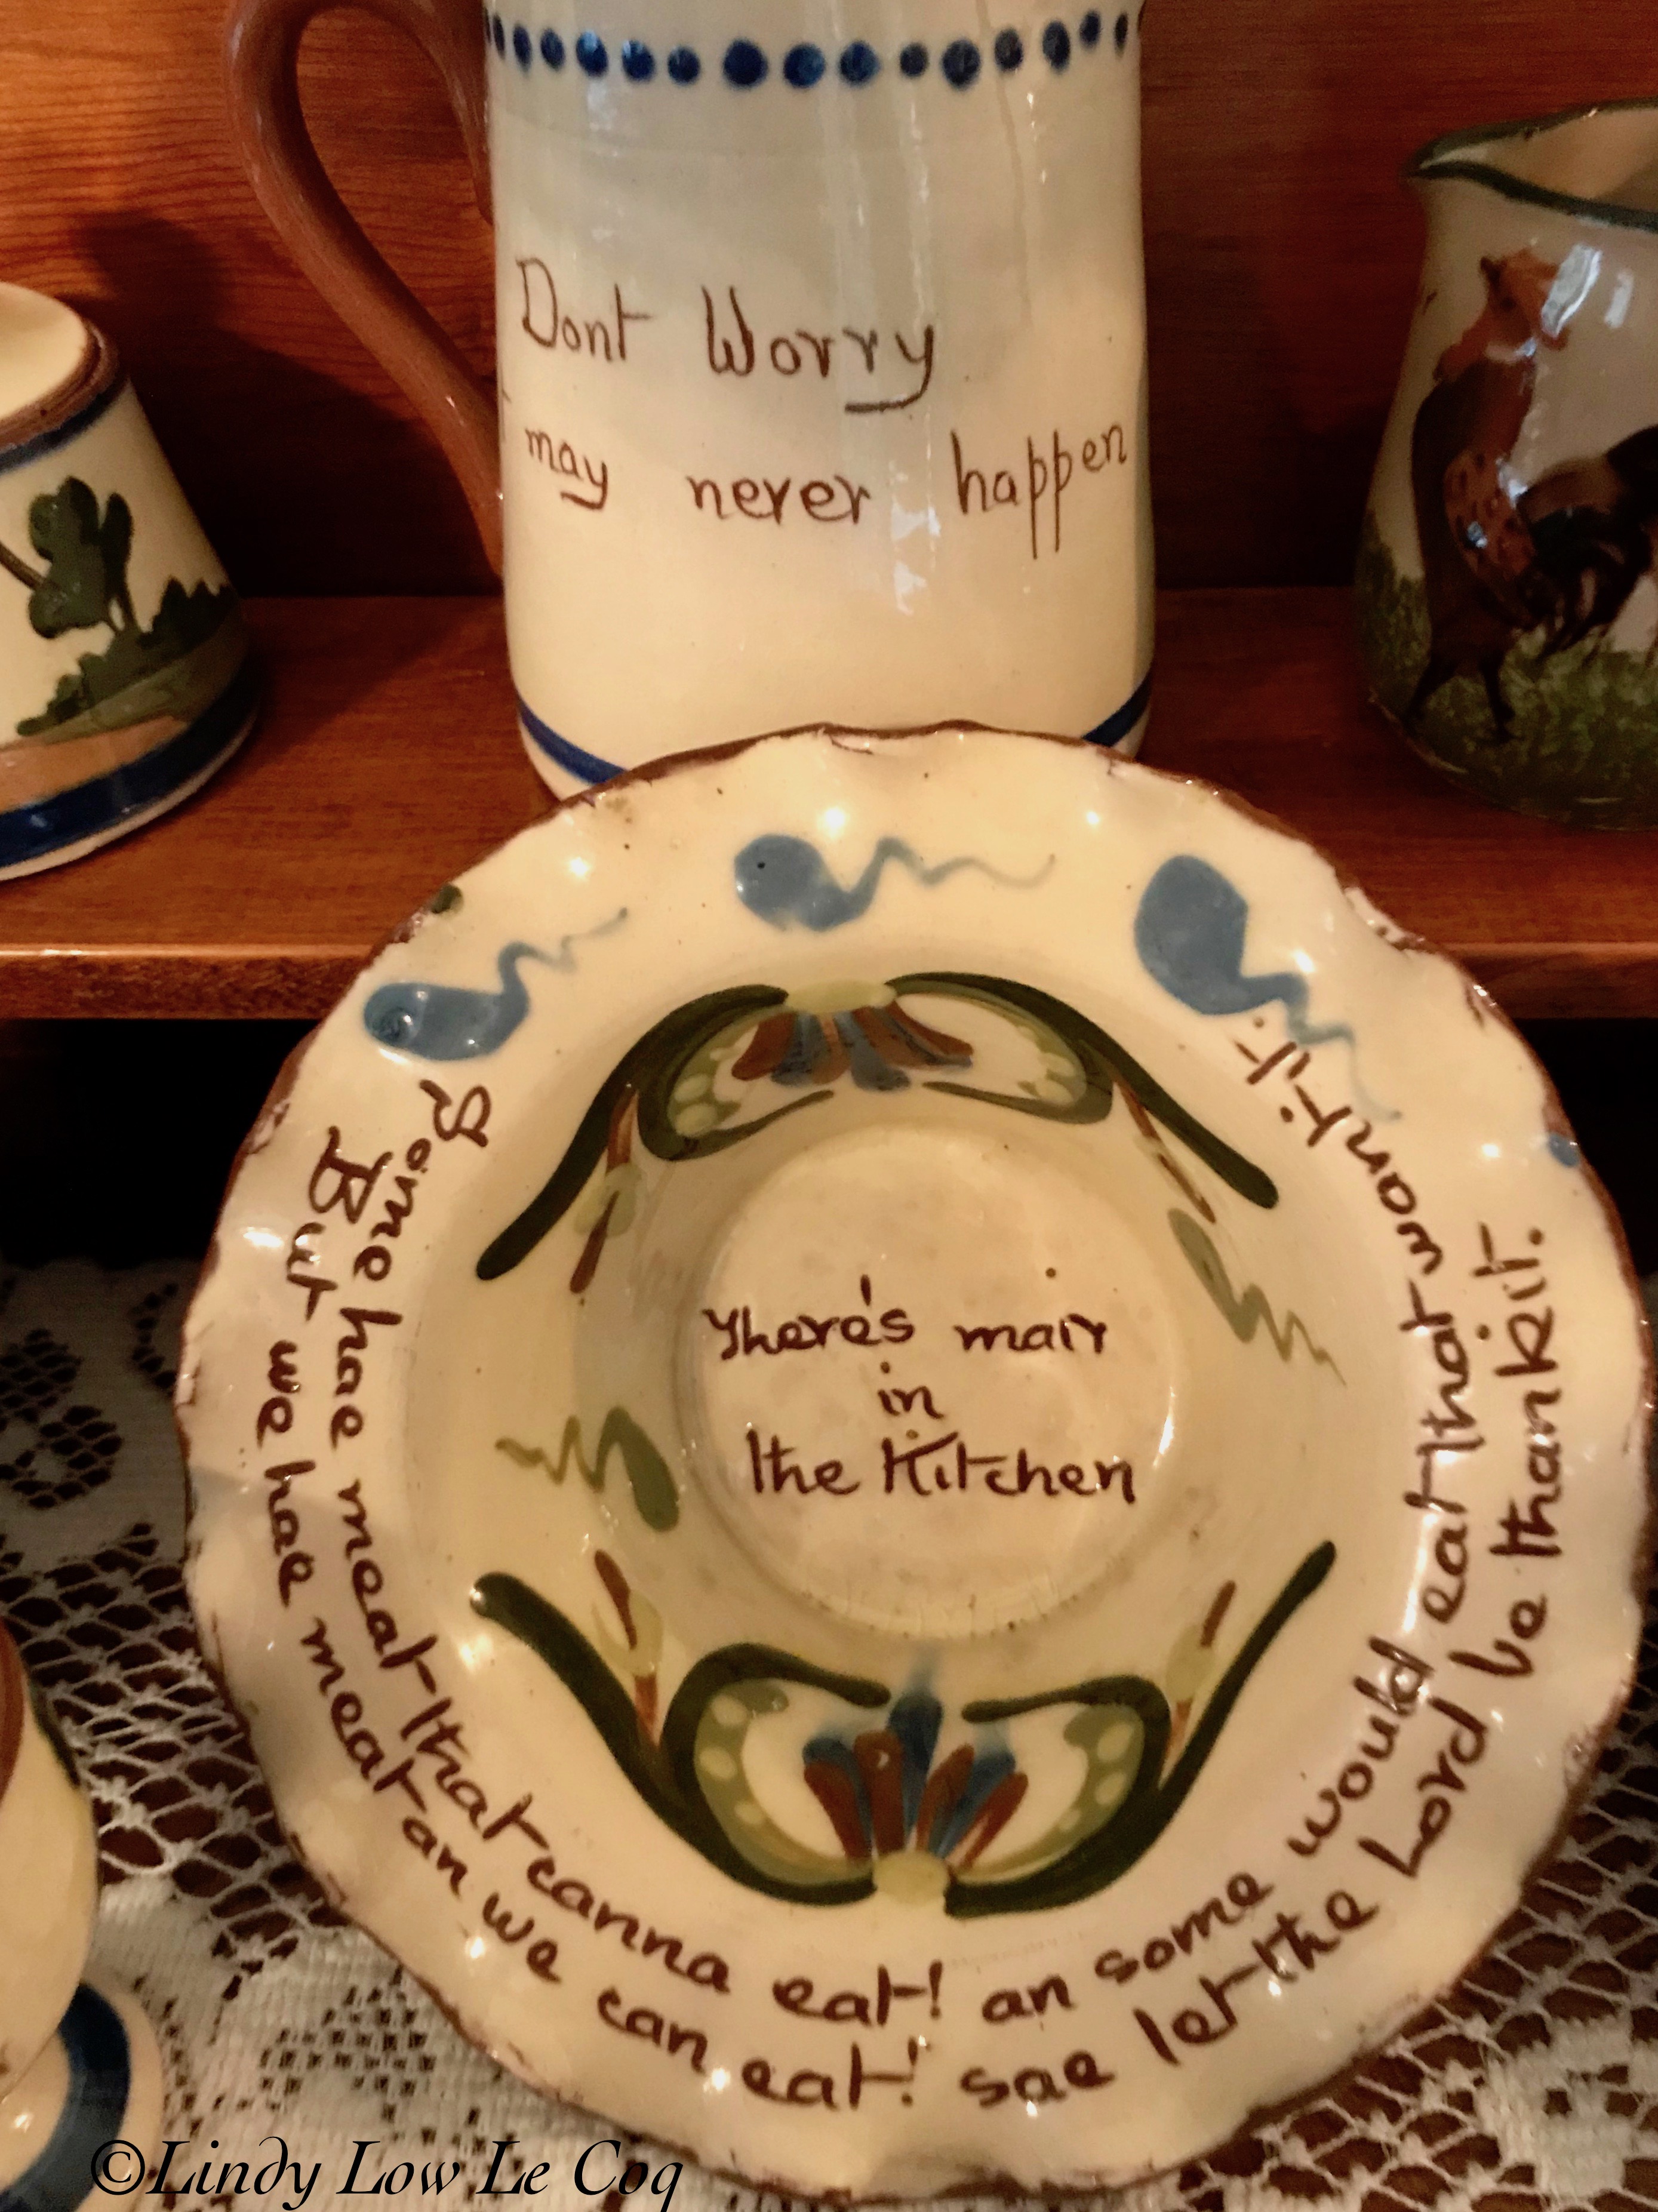 Dont Worry
may never happen
There's mair
in
the Kitchen
Some hae meat that canna eat! an some would eat that want it.
But we hae meat an we can eat! sae let the Lord be thankit.
©Lindy Low Le Coq